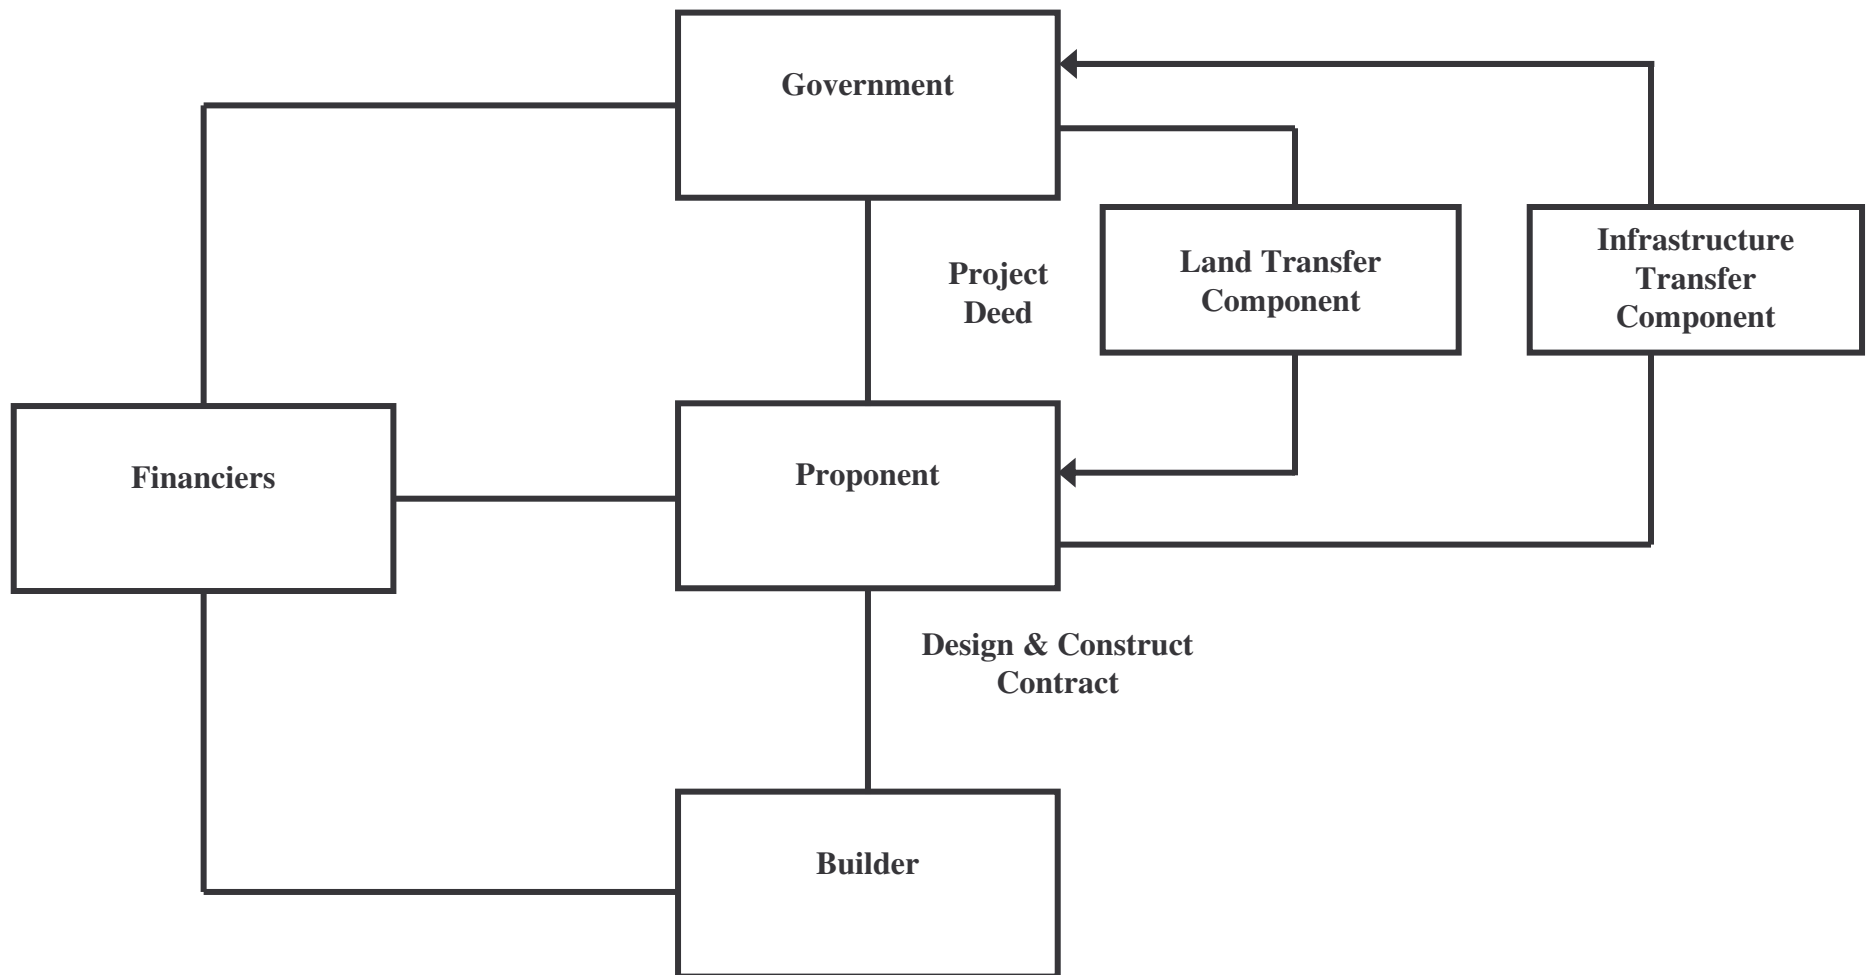 Government
Project
Deed
Land Transfer
Component
Infrastructure
Transfer
Component
Financiers
Proponent
Design & Construct
Contract
Builder